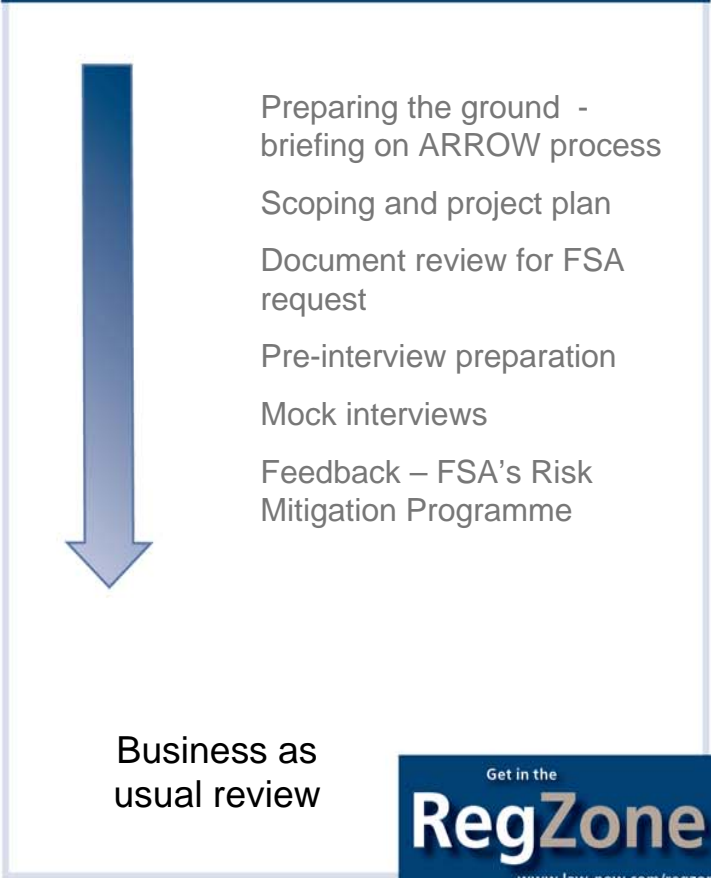 Preparing the ground -
briefing on ARROW process
Scoping and project plan
Document review for FSA
request
Pre-interview preparation
Mock interviews
Feedback – FSA's Risk
Mitigation Programme
Business as
usual review
Get in the
RegZone